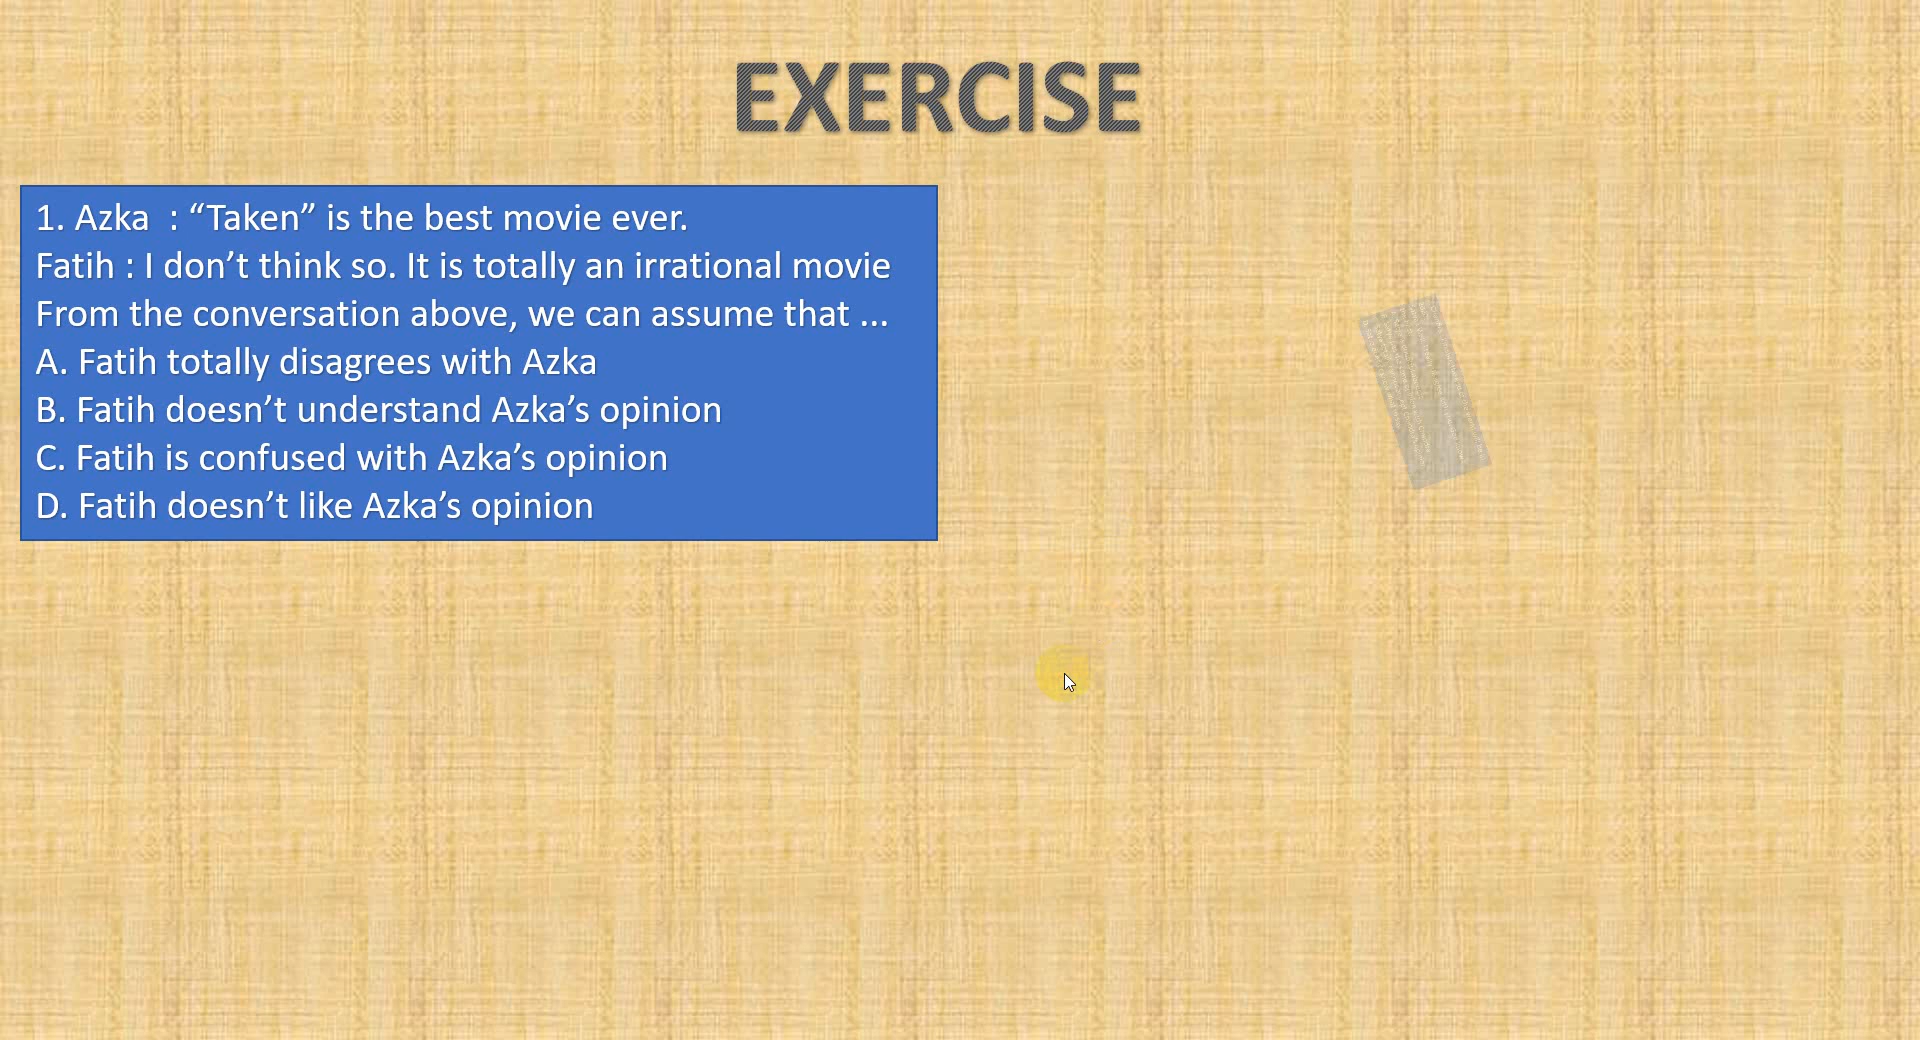 EXERCISE
1. Azka  : “Taken” is the best movie ever.
Fatih : I don’t think so. It is totally an irrational movie
From the conversation above, we can assume that ...
A. Fatih totally disagrees with Azka
B. Fatih doesn’t understand Azka’s opinion
C. Fatih is confused with Azka’s opinion
D. Fatih doesn’t like Azka’s opinion